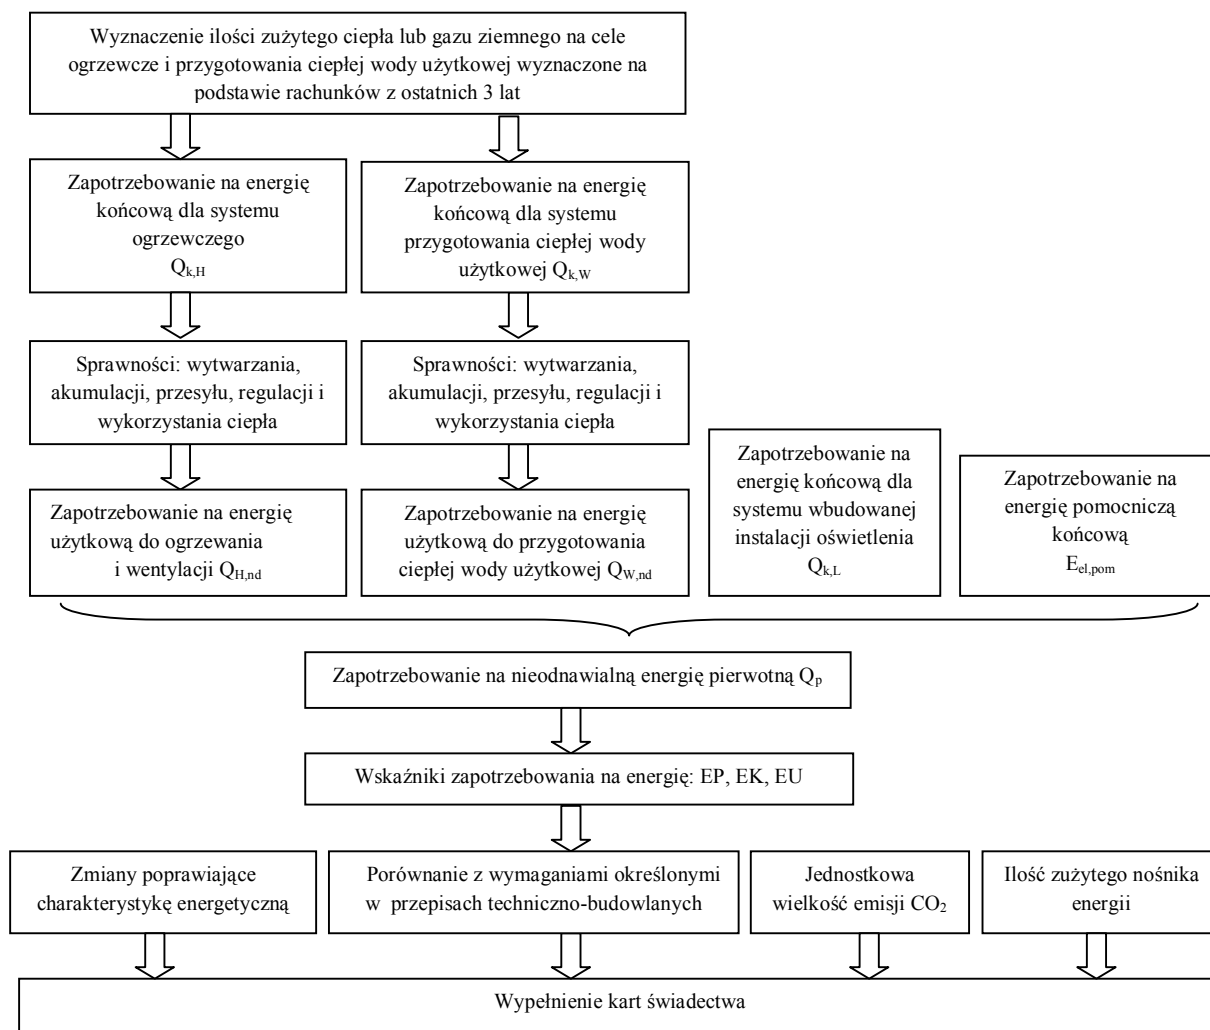 Wyznaczenie ilości zużytego ciepła lub gazu ziemnego na cele
ogrzewcze i przygotowania ciepłej wody użytkowej wyznaczone na
podstawie rachunków z ostatnich 3 lat
Zapotrzebowanie na energię
końcową dla systemu
ogrzewczego
Qk,H
Zapotrzebowanie na energię
końcową dla systemu
przygotowania ciepłej wody
użytkowej Qk,W
Sprawności: wytwarzania,
akumulacji, przesyłu, regulacji i
wykorzystania ciepła
Sprawności: wytwarzania,
akumulacji, przesyłu, regulacji i
wykorzystania ciepła
Zapotrzebowanie na energię
użytkową do ogrzewania
i wentylacji QH,nd
Zapotrzebowanie na energię
użytkową do przygotowania
ciepłej wody użytkowej QW,nd
Zapotrzebowanie na
energię końcową dla
systemu wbudowanej
instalacji oświetlenia
Qk,L
Zapotrzebowanie na
energię pomocniczą
końcową
Eel,pom
Zapotrzebowanie na nieodnawialną energię pierwotną Qp
Wskaźniki zapotrzebowania na energię: EP, EK, EU
Zmiany poprawiające
charakterystykę energetyczną
Porównanie z wymaganiami określonymi
w przepisach techniczno-budowlanych
Jednostkowa
wielkość emisji CO2
Ilość zużytego nośnika
energii
Wypełnienie kart świadectwa